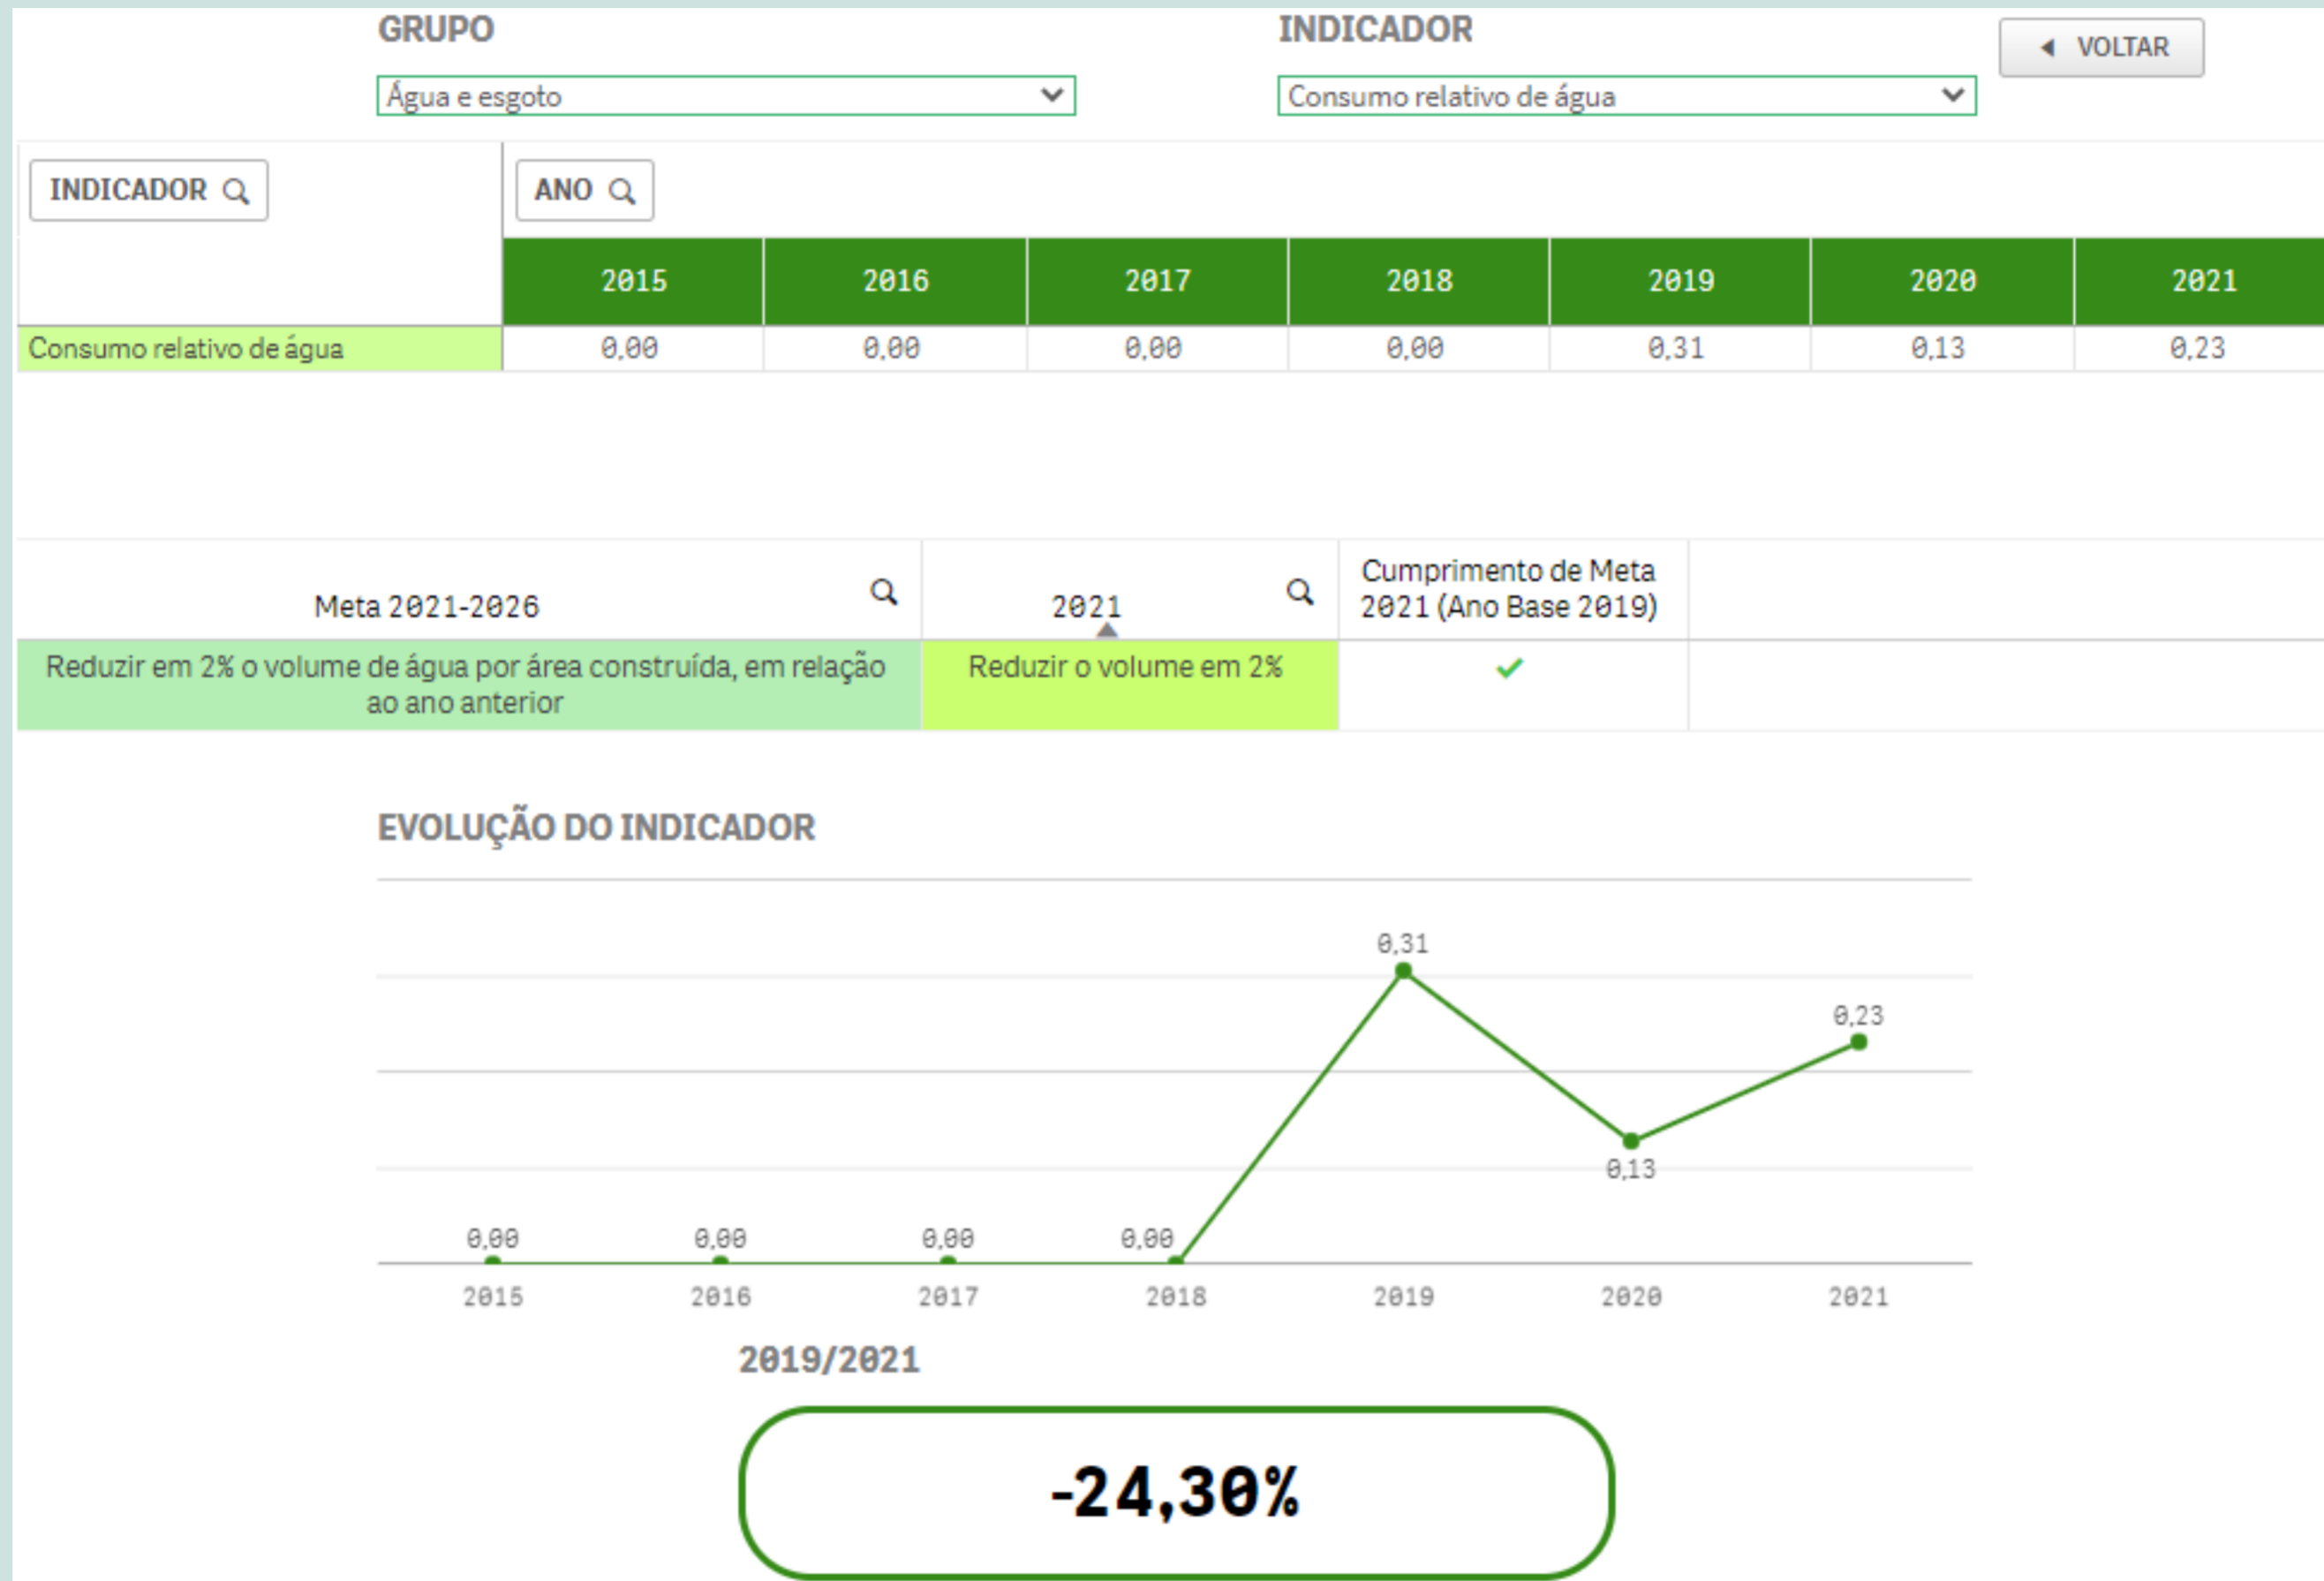 GRUPO
INDICADOR
VOLTAR
Água e esgoto
Consumo relativo de água
INDICADOR
ANO
2015 2016 2017 2018 2019 2020 2021
Consumo relativo de água 0,00 0,00 0,00 0,00 0,31 0,13 0,23
Meta 2021-2026
2021
Cumprimento de Meta
2021 (Ano Base 2019)
Reduzir em 2% o volume de água por área construída, em relação
ao ano anterior
Reduzir o volume em 2%
EVOLUÇÃO DO INDICADOR
0,31
0,23
0,13
0,00 0,00 0,00 0,00
2015 2016 2017 2018 2019 2020 2021
2019/2021
-24,30%